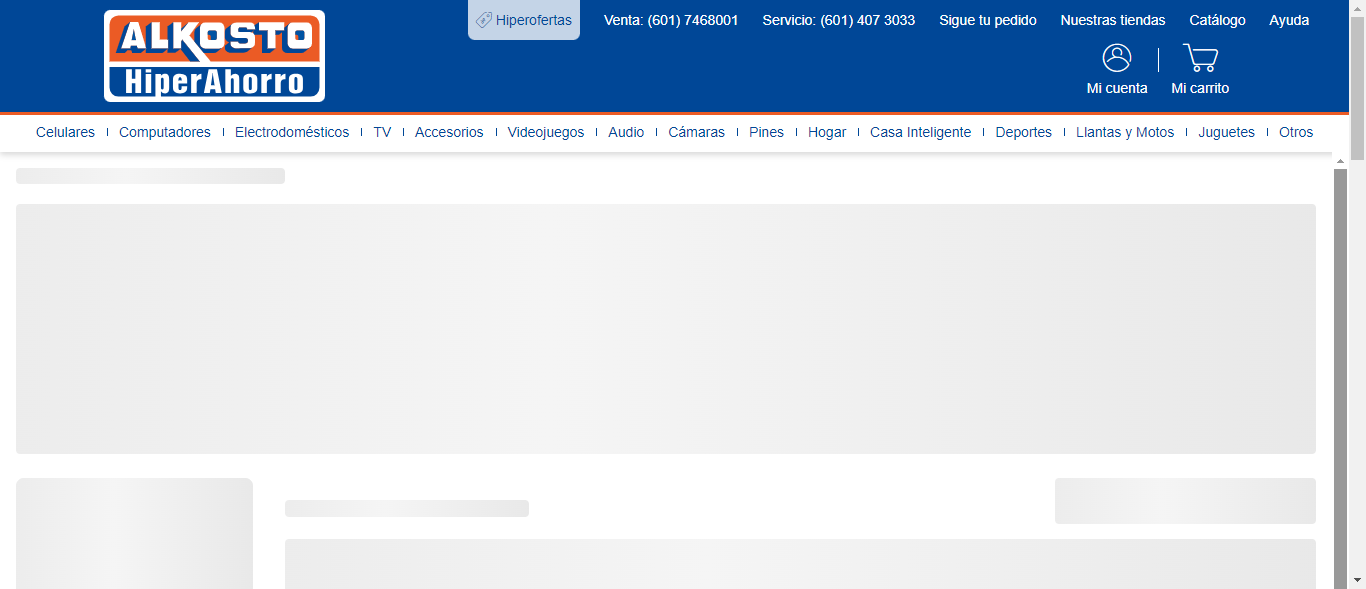 ALKOSTO
HiperAhorro
Hiperofertas
Venta: (601) 7468001
Servicio: (601) 407 3033
Sigue tu pedido
Nuestras tiendas
Catálogo
Ayuda
Mi cuenta
Mi carrito
Celulares
Computadores
Electrodomésticos
TV
Accesorios
Videojuegos
Audio
Cámaras
Pines
Hogar
Casa Inteligente
Deportes
Llantas y Motos
Juguetes
Otros